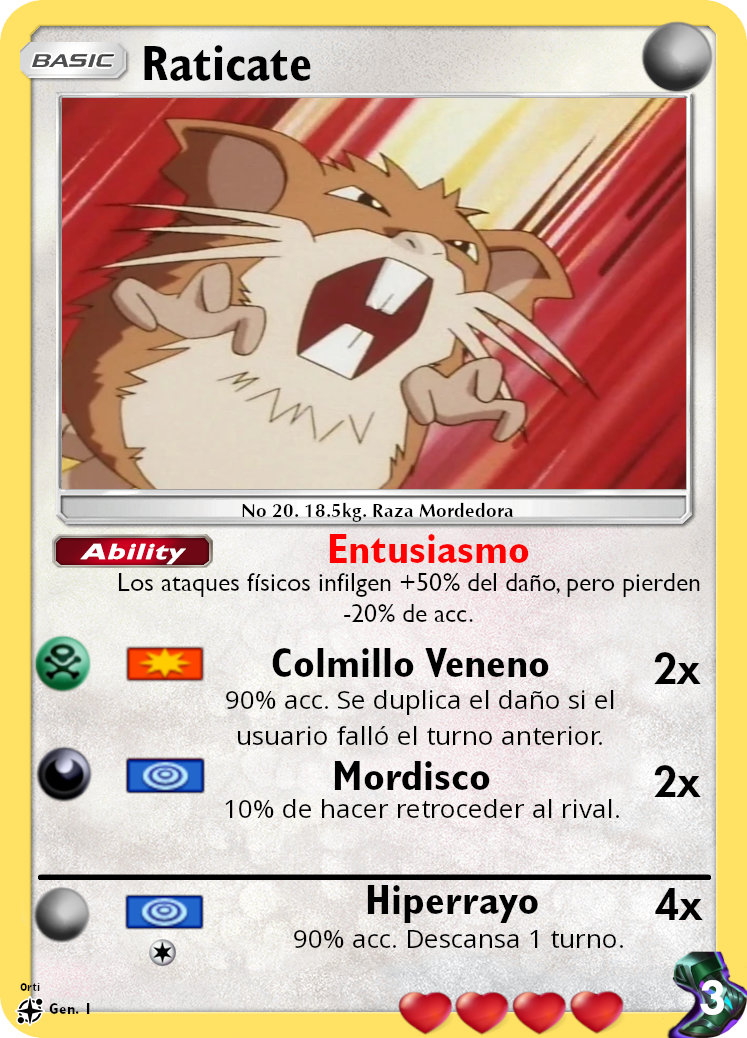 BASIC Raticate
No 20. 18.5kg. Raza Mordedora
Ability Entusiasmo
Los ataques físicos infilgen +50% del daño, pero pierden
-20% de acc.
Colmillo Veneno 2x
90% acc. Se duplica el daño si el
usuario falló el turno anterior.
Mordisco 2x
10% de hacer retroceder al rival.
Hiperrayo 4x
90% acc. Descansa 1 turno.
Orti
Gen. 1
3